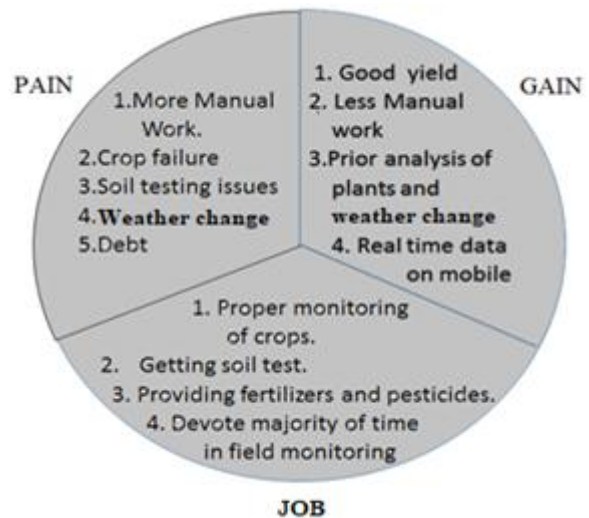 PAIN
1.More Manual
Work.
2.Crop failure
3.Soil testing issues
4.Weather change
5.Debt
GAIN
1. Good yield
2. Less Manual
work
3.Prior analysis of
plants and
weather change
4. Real time data
on mobile
1. Proper monitoring
of crops.
2. Getting soil test.
3. Providing fertilizers and pesticides.
4. Devote majority of time
in field monitoring
JOB